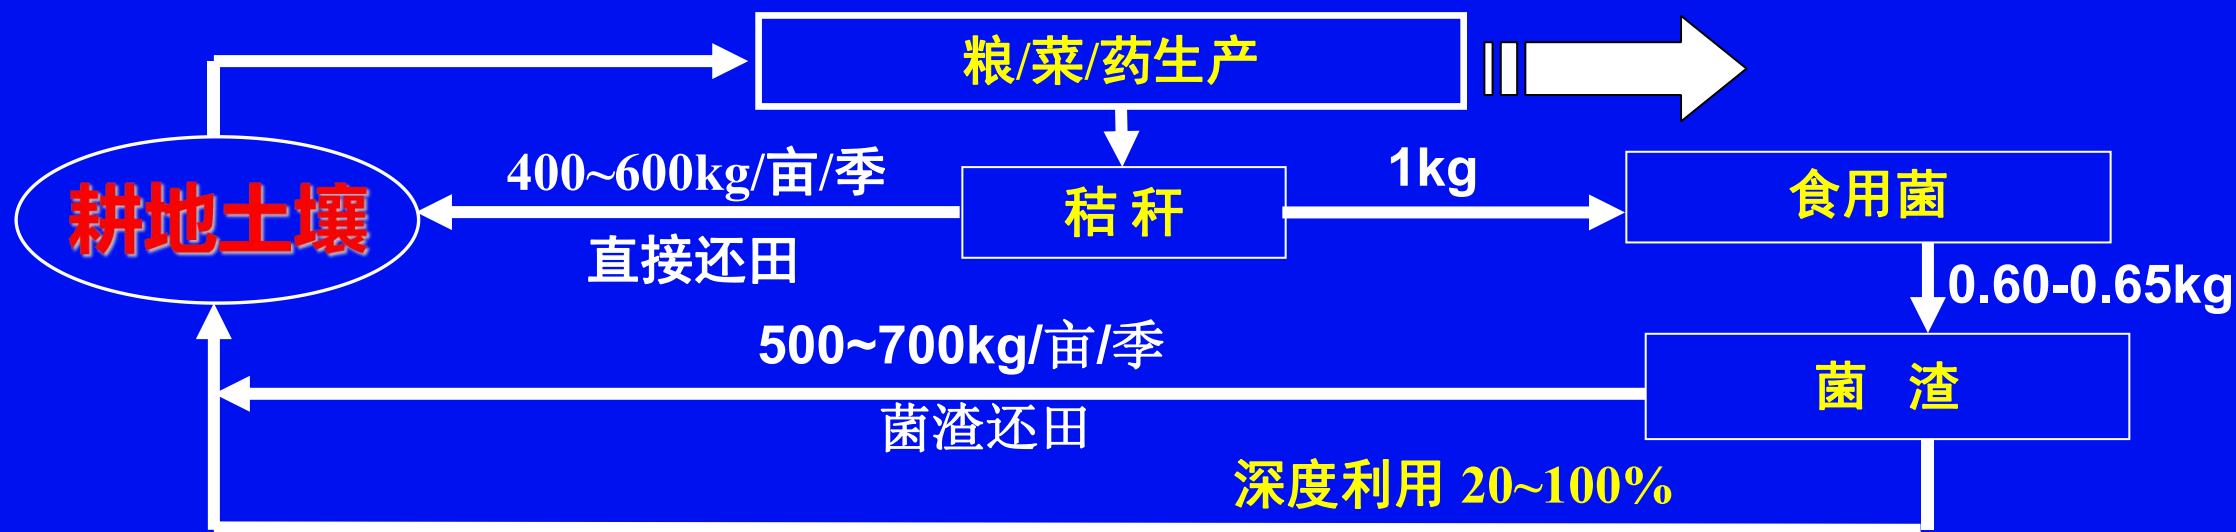 粮/菜/药生产
400~600kg/亩/季
1kg
耕地土壤
秸 秆
食用菌
直接还田
0.60-0.65kg
500~700kg/亩/季
菌 渣
菌渣还田
深度利用 20~100%